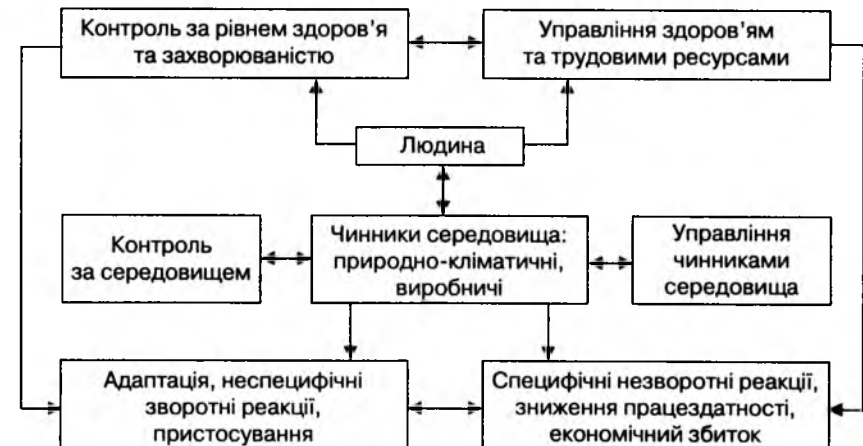 Контроль за рівнем здоров’я
та захворюваністю
Управління здоров’ям
та трудовими ресурсами
Людина
Контроль
за середовищем
Чинники середовища:
природно-кліматичні,
виробничі
Управління
чинниками
середовища
Адаптація, неспецифічні
зворотні реакції,
пристосування
Специфічні незворотні реакції,
зниження працездатності,
економічний збиток